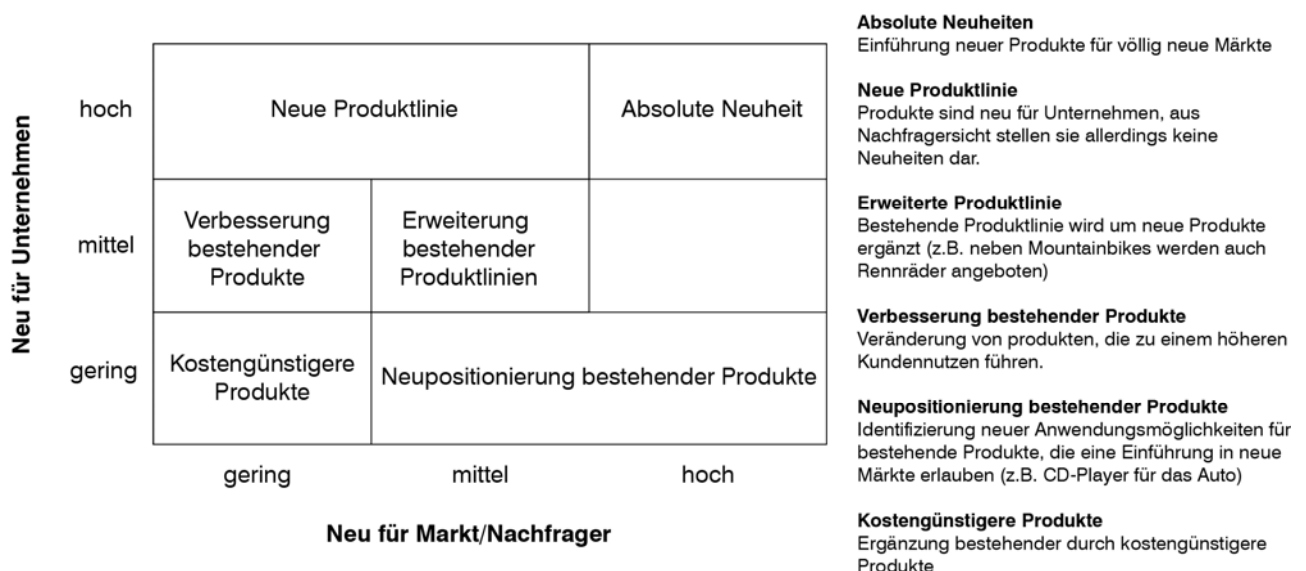 Neu für Unternehmen
hoch
mittel
gering
Neue Produktlinie
Absolute Neuheit
Verbesserung
bestehender
Produkte
Erweiterung
bestehender
Produktlinien
Kostengünstigere
Produkte
Neupositionierung bestehender Produkte
gering
mittel
hoch
Neu für Markt/Nachfrager
Absolute Neuheiten
Einführung neuer Produkte für völlig neue Märkte
Neue Produktlinie
Produkte sind neu für Unternehmen, aus
Nachfragersicht stellen sie allerdings keine
Neuheiten dar.
Erweiterte Produktlinie
Bestehende Produktlinie wird um neue Produkte
ergänzt (z.B. neben Mountainbikes werden auch
Rennräder angeboten)
Verbesserung bestehender Produkte
Veränderung von produkten, die zu einem höheren
Kundennutzen führen.
Neupositionierung bestehender Produkte
Identifizierung neuer Anwendungsmöglichkeiten für
bestehende Produkte, die eine Einführung in neue
Märkte erlauben (z.B. CD-Player für das Auto)
Kostengünstigere Produkte
Ergänzung bestehender durch kostengünstigere
Produkte